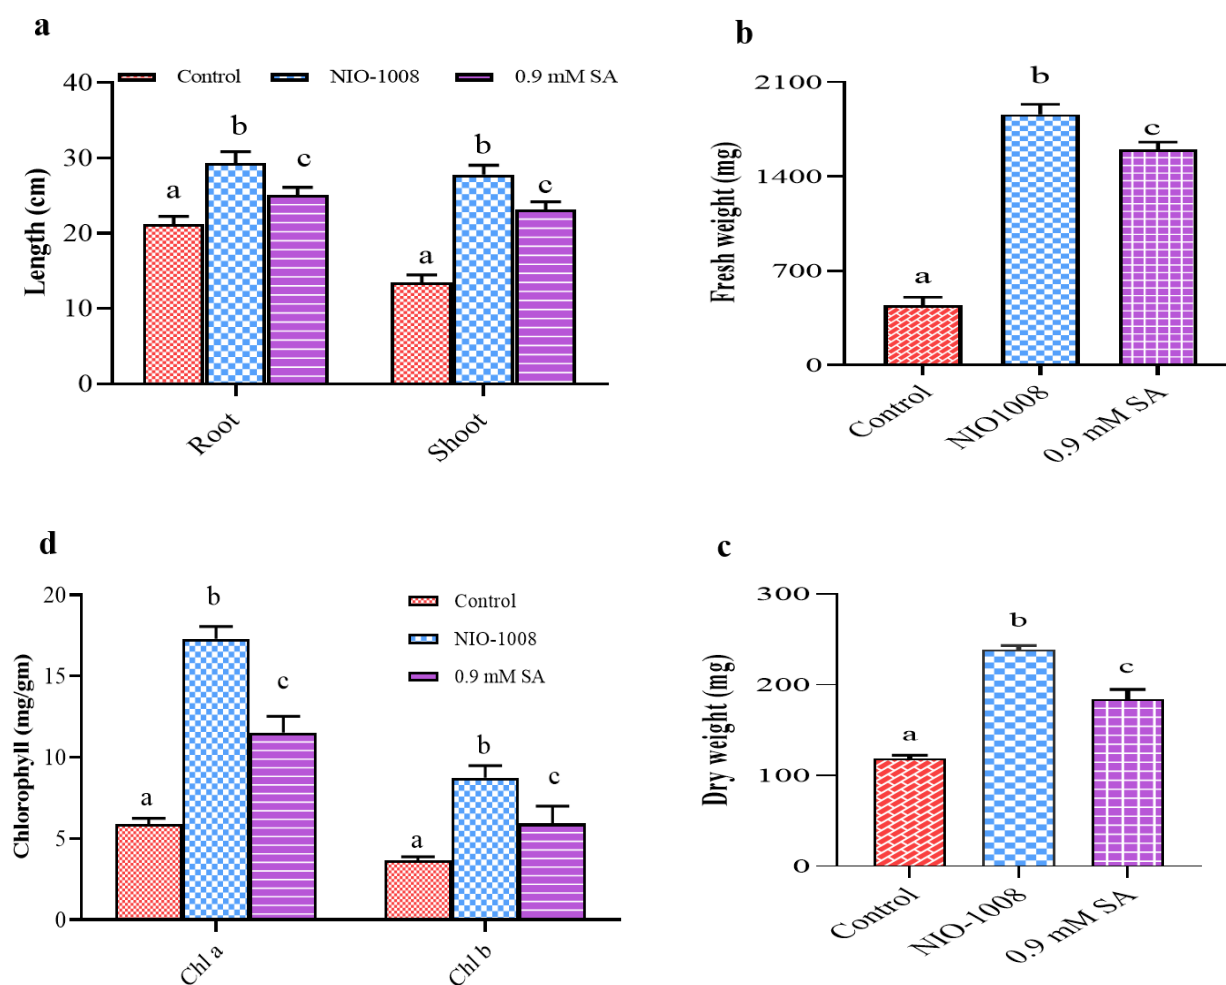 a
Control NIO-1008 0.9 mM SA
Length (cm)
40
30
20
10
0
a
b
c
a
b
c
Root
Shoot
b
Fresh weight (mg)
2100
1400
700
0
a
b
c
Control
NIO1008
0.9 mM SA
d
Chlorophyll (mg/gm)
20
15
10
5
0
Control
NIO-1008
0.9 mM SA
a
b
c
a
b
c
Chl a
Chl b
c
Dry weight (mg)
300
200
100
0
a
b
c
Control
NIO-1008
0.9 mM SA